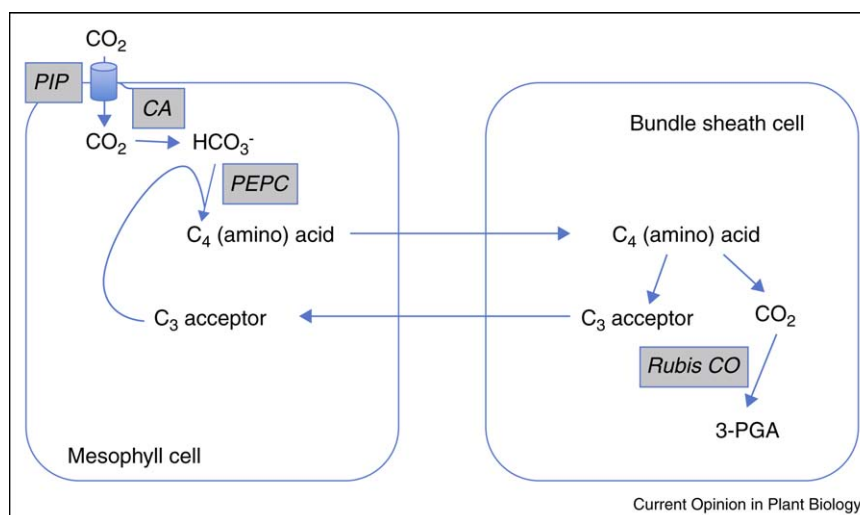 CO₂
PIP
CA
CO₂
HCO₃⁻
PEPC
C₄ (amino) acid
C₃ acceptor
Mesophyll cell
Bundle sheath cell
C₄ (amino) acid
C₃ acceptor
CO₂
Rubis CO
3-PGA
Current Opinion in Plant Biology